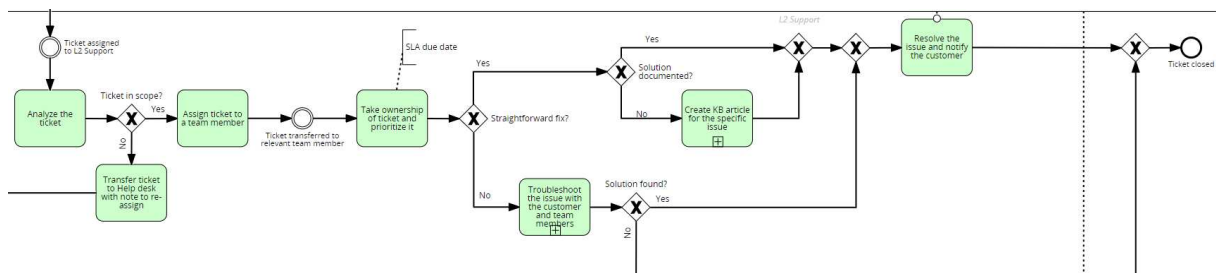 L2 Support
Ticket assigned
to L2 Support
SLA due date
Resolve the
issue and notify
the customer
Ticket closed
Yes
Solution
documented?
Yes
No
Ticket in scope?
Analyze the
ticket
Yes
Assign ticket to
a team member
Ticket transferred to
relevant team member
Take ownership
of ticket and
prioritize it
Straightforward fix?
Create KB article
for the specific
issue
No
Transfer ticket
to Help desk
with note to re-
assign
No
Troubleshoot
the issue with
the customer
and team
members
Solution found?
Yes
No